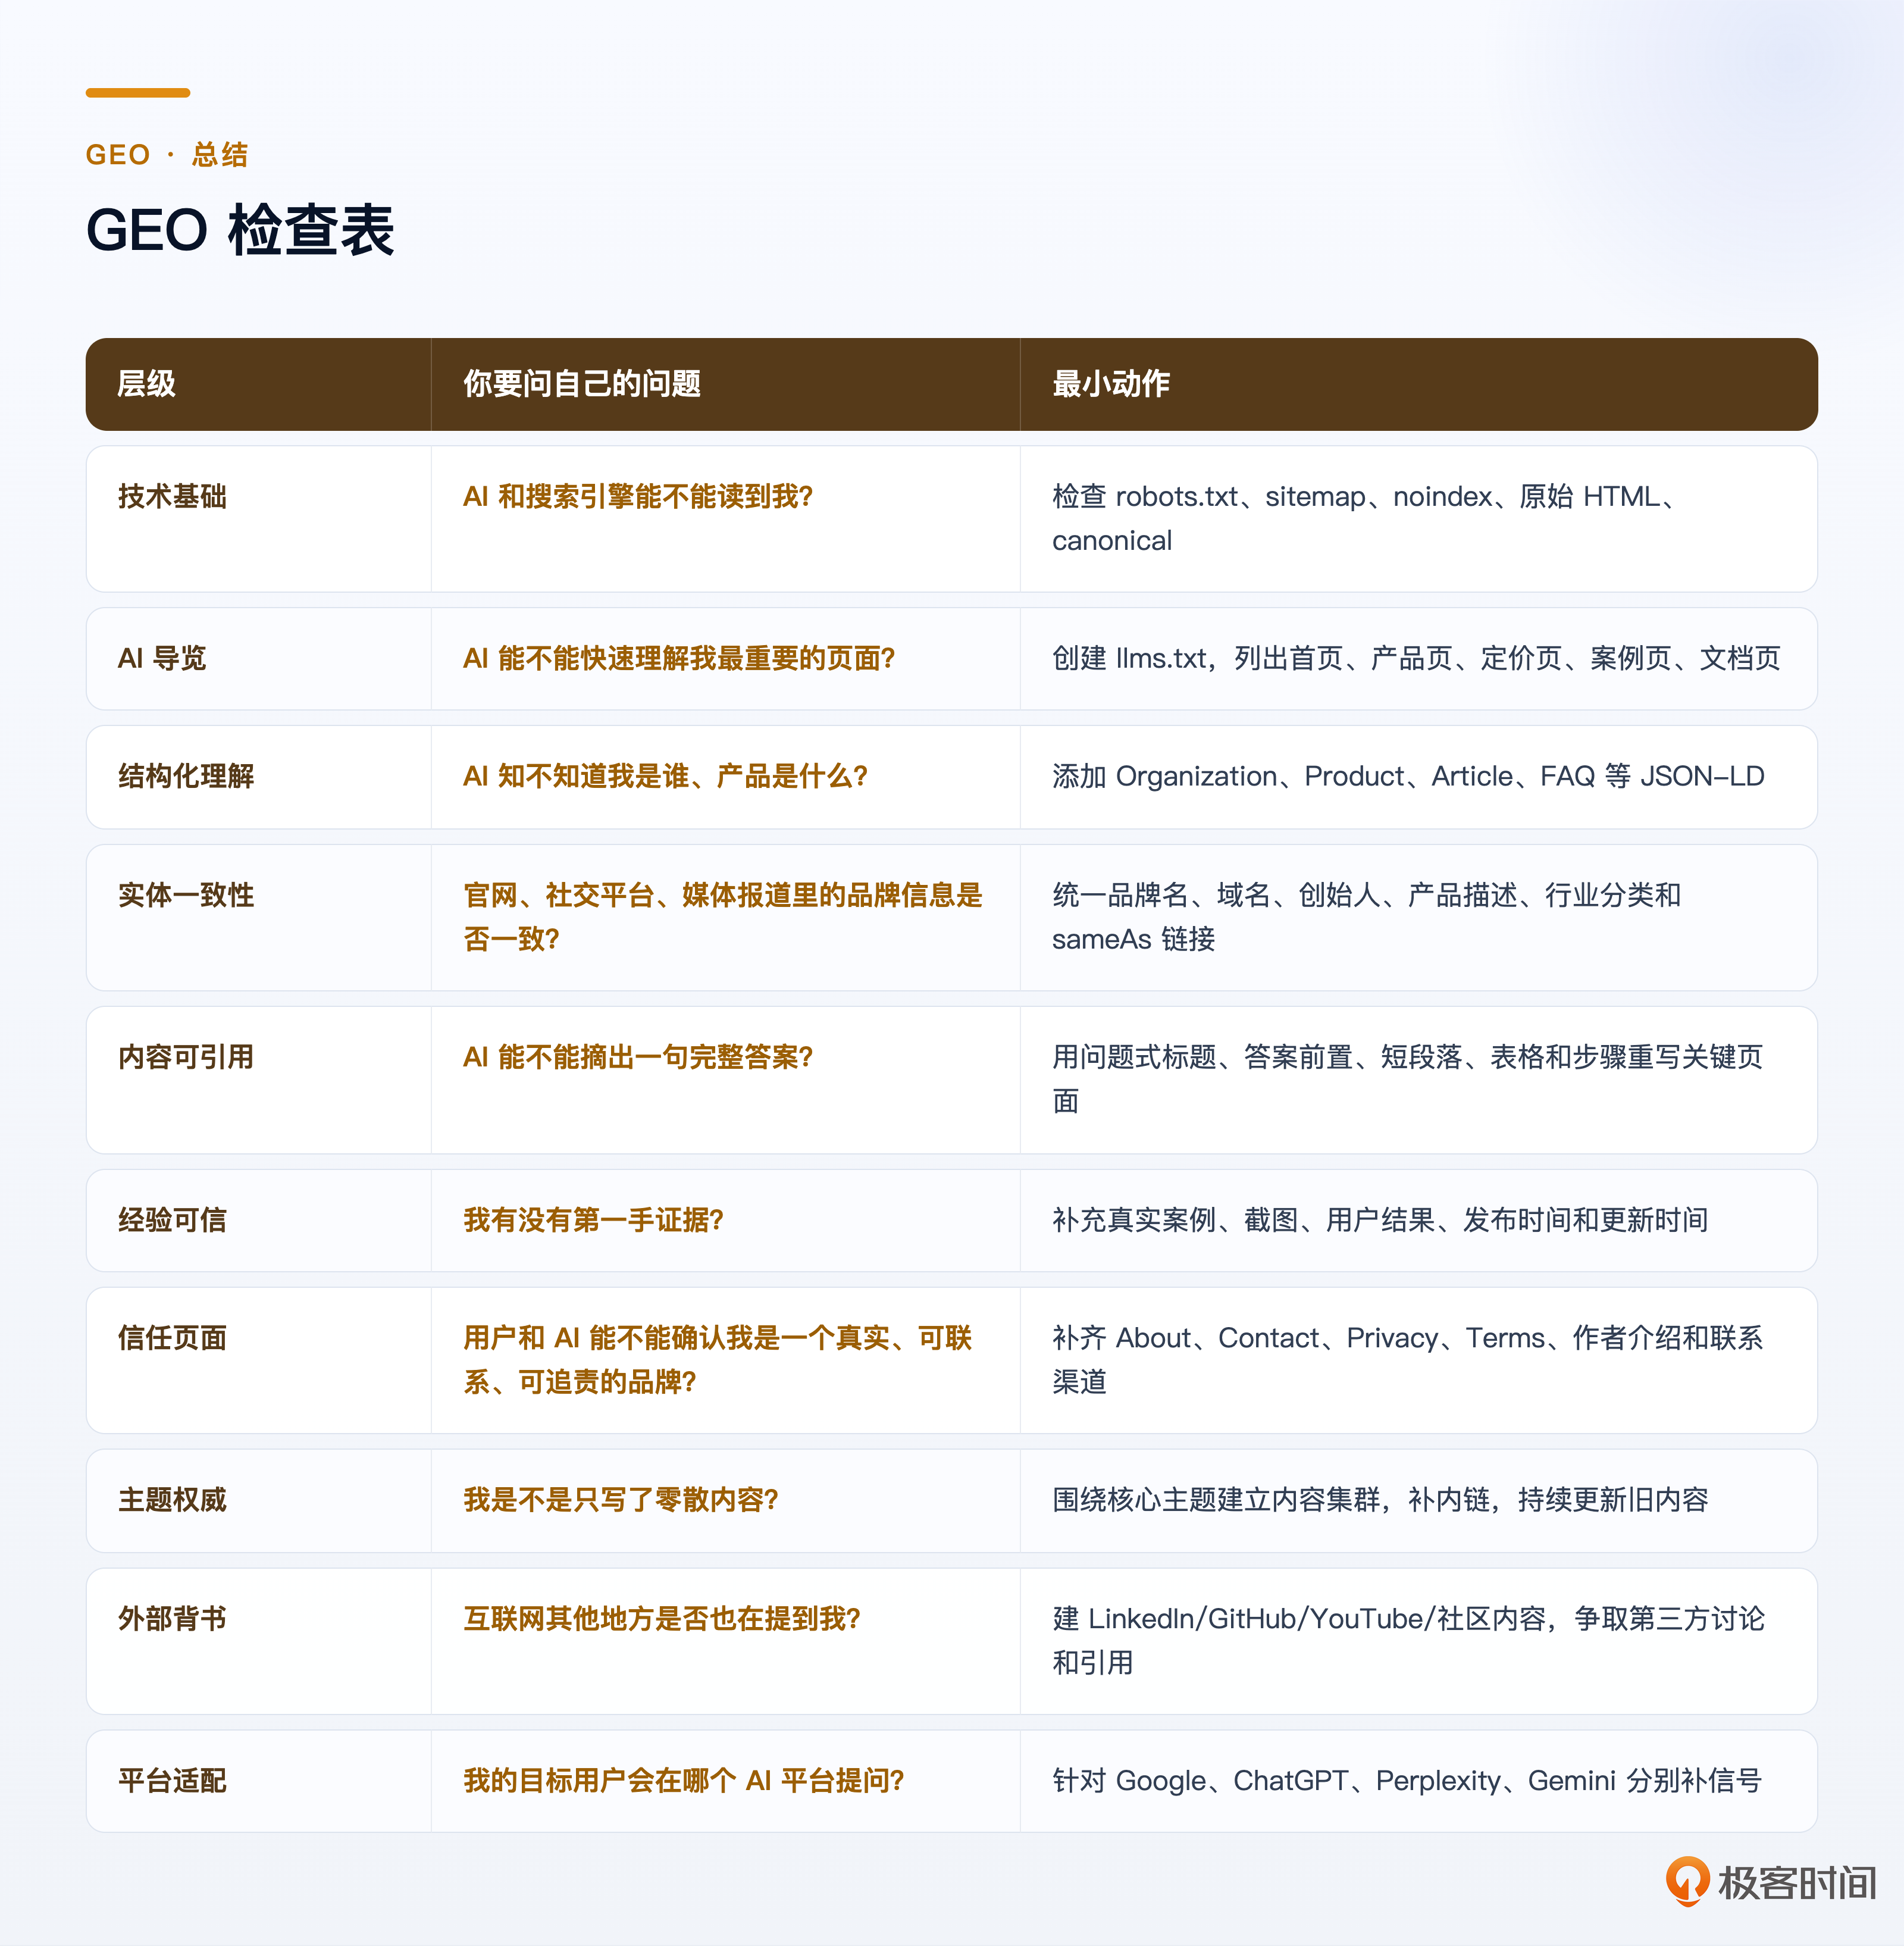 GEO · 总结
GEO 检查表
层级
你要问自己的问题
最小动作
技术基础
AI 和搜索引擎能不能读到我?
检查 robots.txt、sitemap、noindex、原始 HTML、
canonical
AI 导览
AI 能不能快速理解我最重要的页面?
创建 llms.txt，列出首页、产品页、定价页、案例页、文档页
结构化理解
AI 知不知道我是谁、产品是什么?
添加 Organization、Product、Article、FAQ 等 JSON-LD
实体一致性
官网、社交平台、媒体报道里的品牌信息是
否一致?
统一品牌名、域名、创始人、产品描述、行业分类和
sameAs 链接
内容可引用
AI 能不能摘出一句完整答案?
用问题式标题、答案前置、短段落、表格和步骤重写关键页
面
经验可信
我有没有第一手证据?
补充真实案例、截图、用户结果、发布时间和更新时间
信任页面
用户和 AI 能不能确认我是一个真实、可联
系、可追责的品牌?
补齐 About、Contact、Privacy、Terms、作者介绍和联系
渠道
主题权威
我是不是只写了零散内容?
围绕核心主题建立内容集群，补内链，持续更新旧内容
外部背书
互联网其他地方是否也在提到我?
建 LinkedIn/GitHub/YouTube/社区内容，争取第三方讨论
和引用
平台适配
我的目标用户会在哪个 AI 平台提问?
针对 Google、ChatGPT、Perplexity、Gemini 分别补信号
极客时间